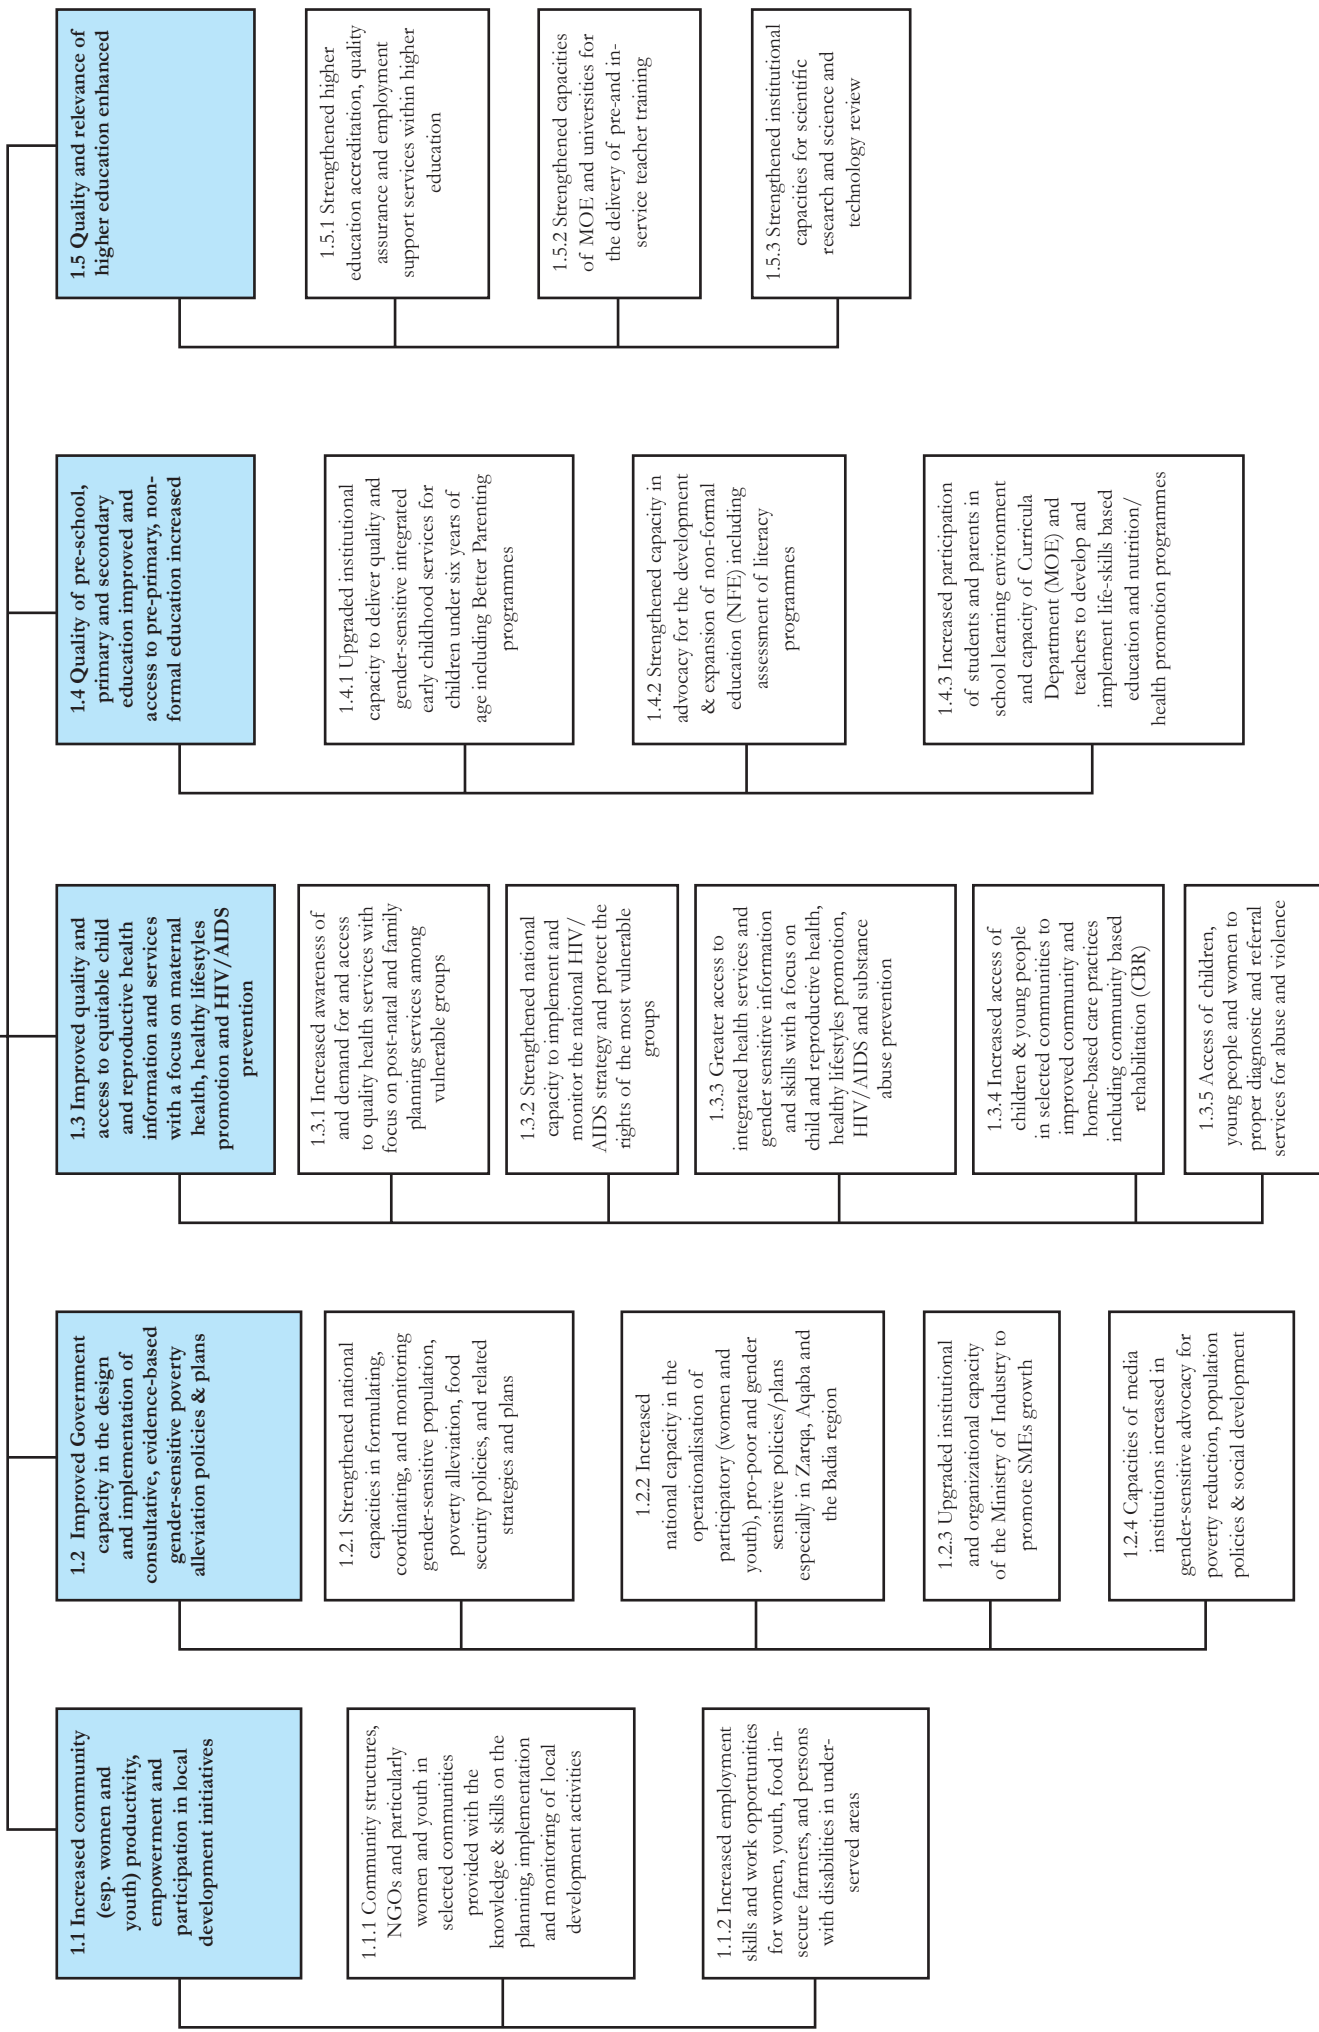 1.1 Increased community
(esp. women and
youth) productivity,
empowerment and
participation in local
development initiatives
1.1.1 Community structures,
NGOs and particularly
women and youth in
selected communities
provided with the
knowledge & skills on the
planning, implementation
and monitoring of local
development activities
1.1.2 Increased employment
skills and work opportunities
for women, youth, food in-
secure farmers, and persons
with disabilities in under-
served areas
1.2 Improved Government
capacity in the design
and implementation of
consultative, evidence-based
gender-sensitive poverty
alleviation policies & plans
1.2.1 Strengthened national
capacities in formulating,
coordinating, and monitoring
gender-sensitive population,
poverty alleviation, food
security policies, and related
strategies and plans
1.2.2 Increased
national capacity in the
operationalisation of
participatory (women and
youth), pro-poor and gender
sensitive policies/plans
especially in Zarqa, Aqaba and
the Badia region
1.2.3 Upgraded institutional
and organizational capacity
of the Ministry of Industry to
promote SMEs growth
1.2.4 Capacities of media
institutions increased in
gender-sensitive advocacy for
poverty reduction, population
policies & social development
1.3 Improved quality and
access to equitable child
and reproductive health
information and services
with a focus on maternal
health, healthy lifestyles
promotion and HIV/AIDS
prevention
1.3.1 Increased awareness of
and demand for and access
to quality health services with
focus on post-natal and family
planning services among
vulnerable groups
1.3.2 Strengthened national
capacity to implement and
monitor the national HIV/
AIDS strategy and protect the
rights of the most vulnerable
groups
1.3.3 Greater access to
integrated health services and
gender sensitive information
and skills with a focus on
child and reproductive health,
healthy lifestyles promotion,
HIV/AIDS and substance
abuse prevention
1.3.4 Increased access of
children & young people
in selected communities to
improved community and
home-based care practices
including community based
rehabilitation (CBR)
1.3.5 Access of children,
young people and women to
proper diagnostic and referral
services for abuse and violence
1.4 Quality of pre-school,
primary and secondary
education improved and
access to pre-primary, non-
formal education increased
1.4.1 Upgraded institutional
capacity to deliver quality and
gender-sensitive integrated
early childhood services for
children under six years of
age including Better Parenting
programmes
1.4.2 Strengthened capacity in
advocacy for the development
& expansion of non-formal
education (NFE) including
assessment of literacy
programmes
1.4.3 Increased participation
of students and parents in
school learning environment
and capacity of Curricula
Department (MOE) and
teachers to develop and
implement life-skills based
education and nutrition/
health promotion programmes
1.5 Quality and relevance of
higher education enhanced
1.5.1 Strengthened higher
education accreditation, quality
assurance and employment
support services within higher
education
1.5.2 Strengthened capacities
of MOE and universities for
the delivery of pre-and in-
service teacher training
1.5.3 Strengthened institutional
capacities for scientific
research and science and
technology review